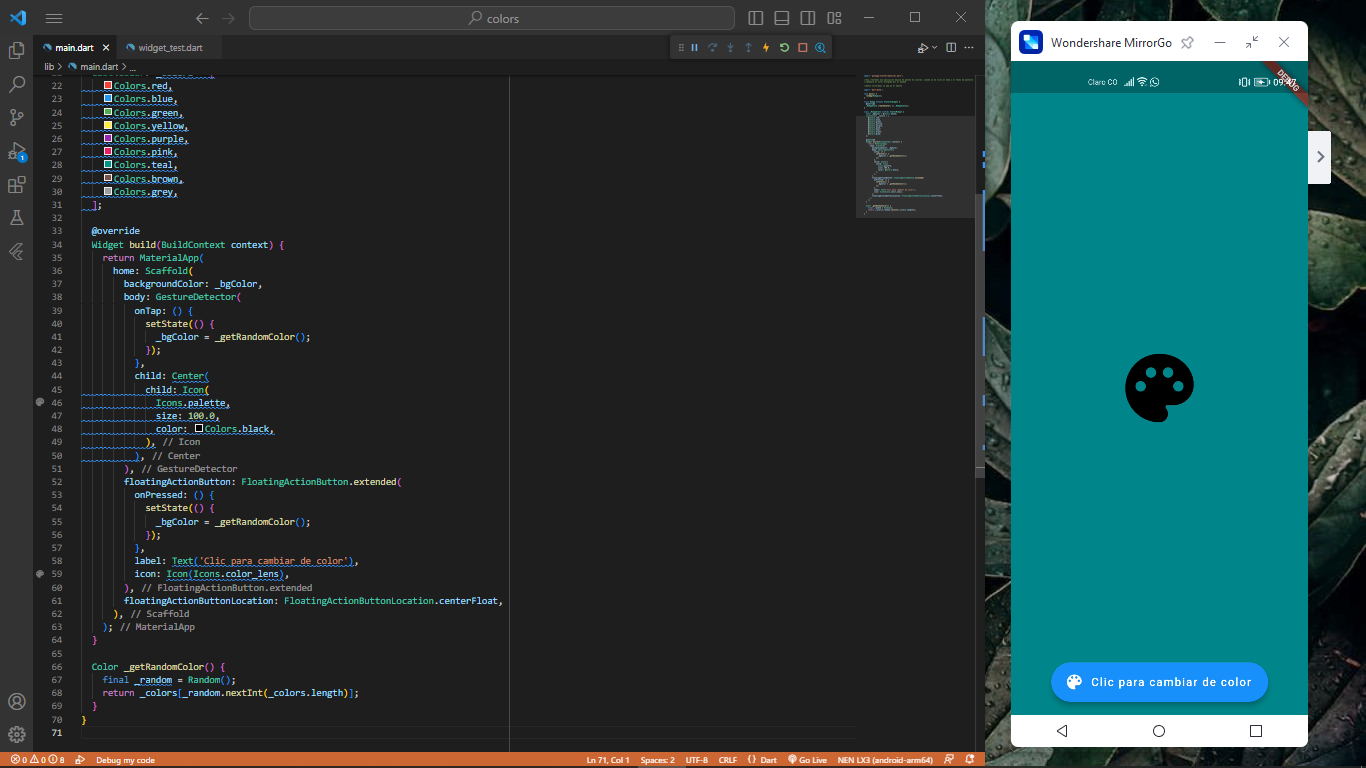 colors
main.dart
widget_test.dart
lib > main.dart > ...
22 Colors.red,
23 Colors.blue,
24 Colors.green,
25 Colors.yellow,
26 Colors.purple,
27 Colors.pink,
28 Colors.teal,
29 Colors.brown,
30 Colors.grey,
31 ];
32
33 @override
34 Widget build(BuildContext context) {
35 return MaterialApp(
36 home: Scaffold(
37 backgroundColor: _bgColor,
38 body: GestureDetector(
39 onTap: () {
40 setState(() {
41 _bgColor = _getRandomColor();
42 });
43 },
44 child: Center(
45 child: Icon(
46 Icons.palette,
47 size: 100.0,
48 color: Colors.black,
49 ), // Icon
50 ), // Center
51 ), // GestureDetector
52 floatingActionButton: FloatingActionButton.extended(
53 onPressed: () {
54 setState(() {
55 _bgColor = _getRandomColor();
56 });
57 },
58 label: Text('Clic para cambiar de color'),
59 icon: Icon(Icons.color_lens),
60 ), // FloatingActionButton.extended
61 floatingActionButtonLocation: FloatingActionButtonLocation.centerFloat,
62 ), // Scaffold
63 ); // MaterialApp
64 }
65
66 Color _getRandomColor() {
67 final _random = Random();
68 return _colors[_random.nextInt(_colors.length)];
69 }
70 }
71
1
0 0 8 Debug my code Ln 71, Col 1 Spaces: 2 UTF-8 CRLF {} Dart Go Live NEN LX3 (android-arm64)
Wondershare MirrorGo
Claro CO
DEBUG
Clic para cambiar de color